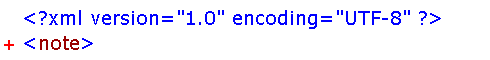 <?xml version="1.0" encoding="UTF-8" ?>
+ <note>